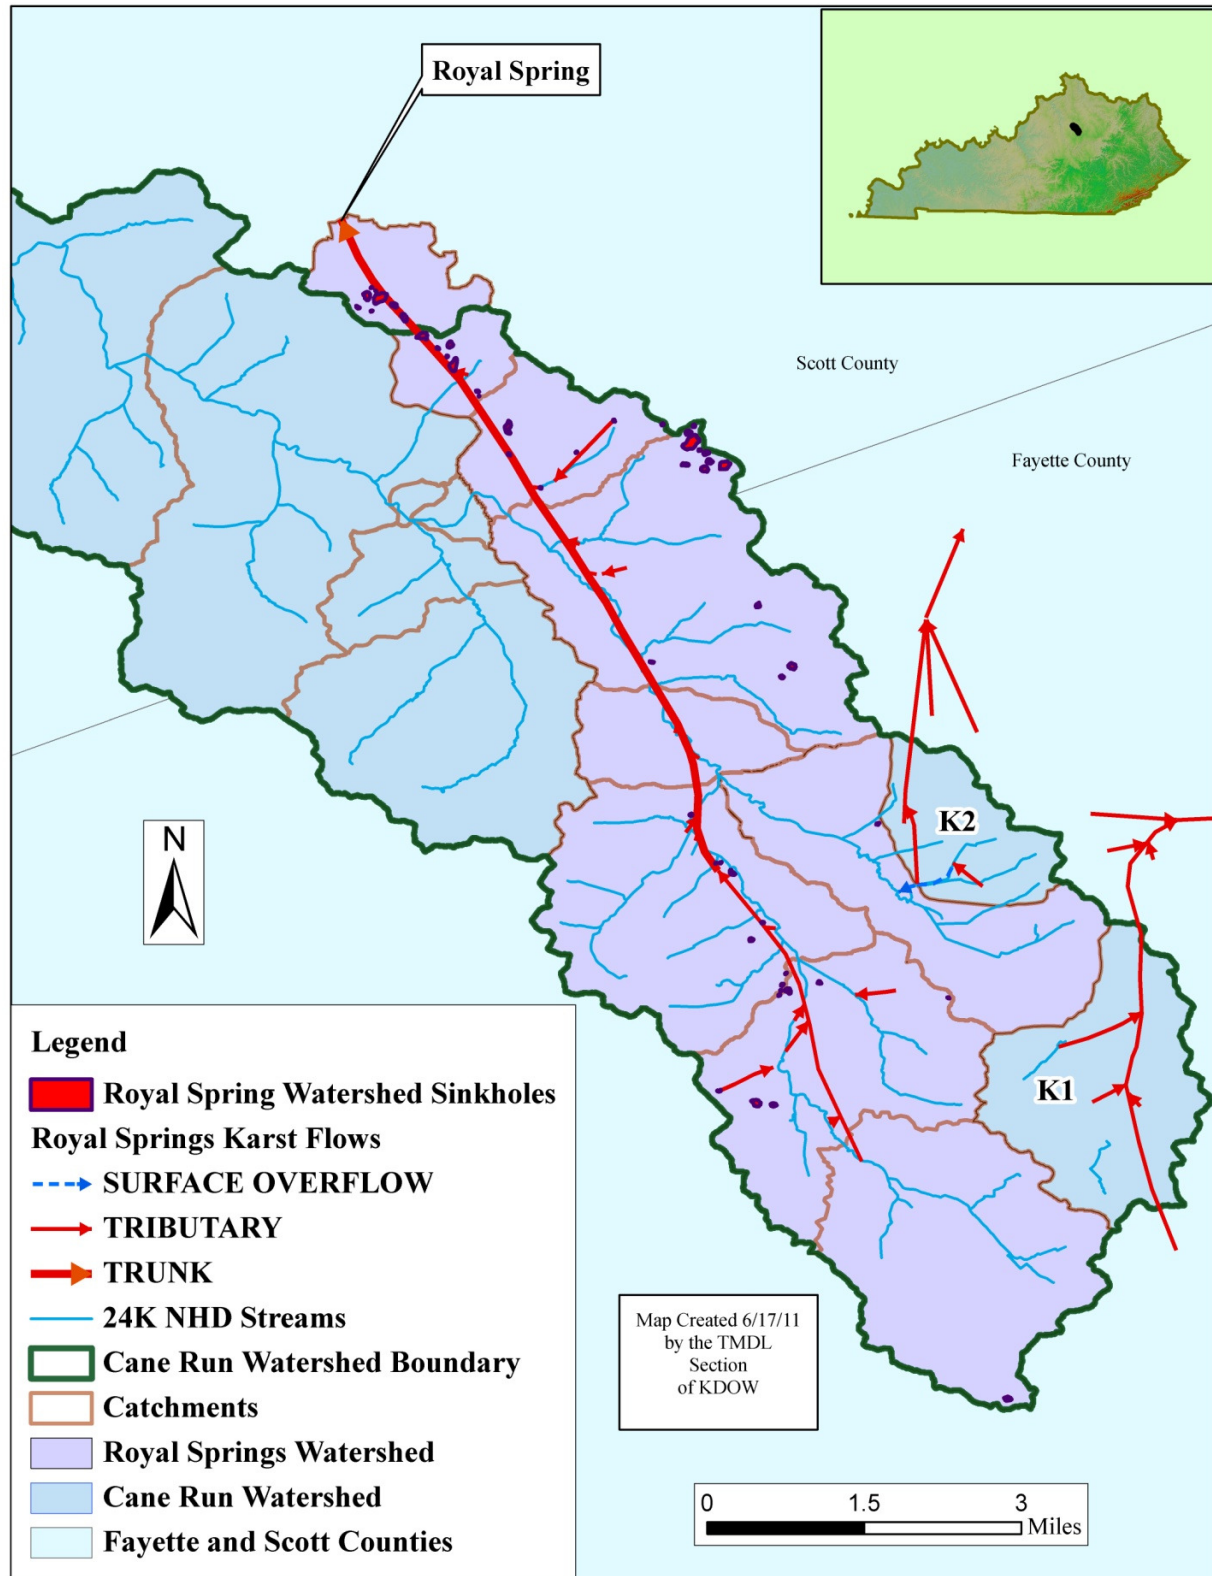 Royal Spring
Scott County
Fayette County
K2
K1
N
Legend
Royal Spring Watershed Sinkholes
Royal Springs Karst Flows
SURFACE OVERFLOW
TRIBUTARY
TRUNK
24K NHD Streams
Cane Run Watershed Boundary
Catchments
Royal Springs Watershed
Cane Run Watershed
Fayette and Scott Counties
Map Created 6/17/11
by the TMDL
Section
of KDOW
0 1.5 3
Miles